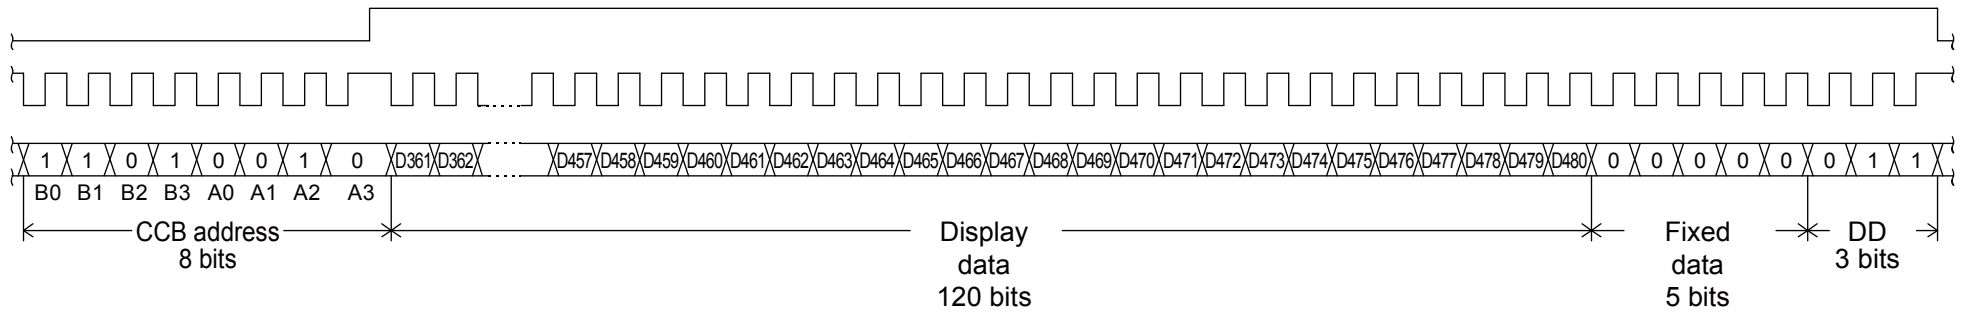 1 1 0 1 0 0 1 0 D361 D362 D457 D458 D459 D460 D461 D462 D463 D464 D465 D466 D467 D468 D469 D470 D471 D472 D473 D474 D475 D476 D477 D478 D479 D480 0 0 0 0 0 0 1 1
B0 B1 B2 B3 A0 A1 A2 A3
CCB address
8 bits
Display
data
120 bits
Fixed
data
5 bits
DD
3 bits